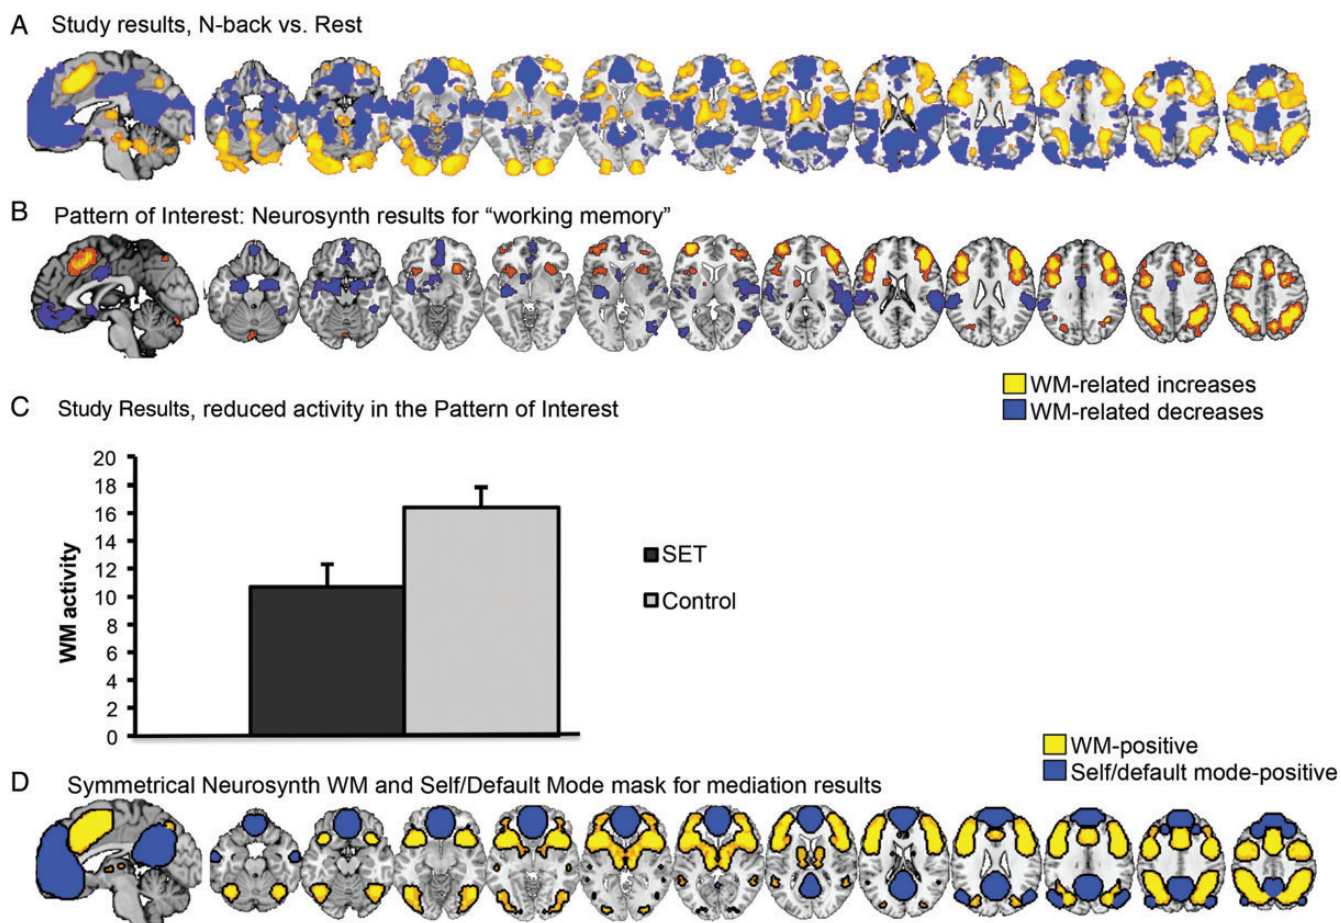 A Study results, N-back vs. Rest
B Pattern of Interest: Neurosynth results for “working memory”
WM-related increases
WM-related decreases
C Study Results, reduced activity in the Pattern of Interest
20
18
16
14
12
10
8
6
4
2
0
WM activity
SET
Control
WM-positive
Self/default mode-positive
D Symmetrical Neurosynth WM and Self/Default Mode mask for mediation results